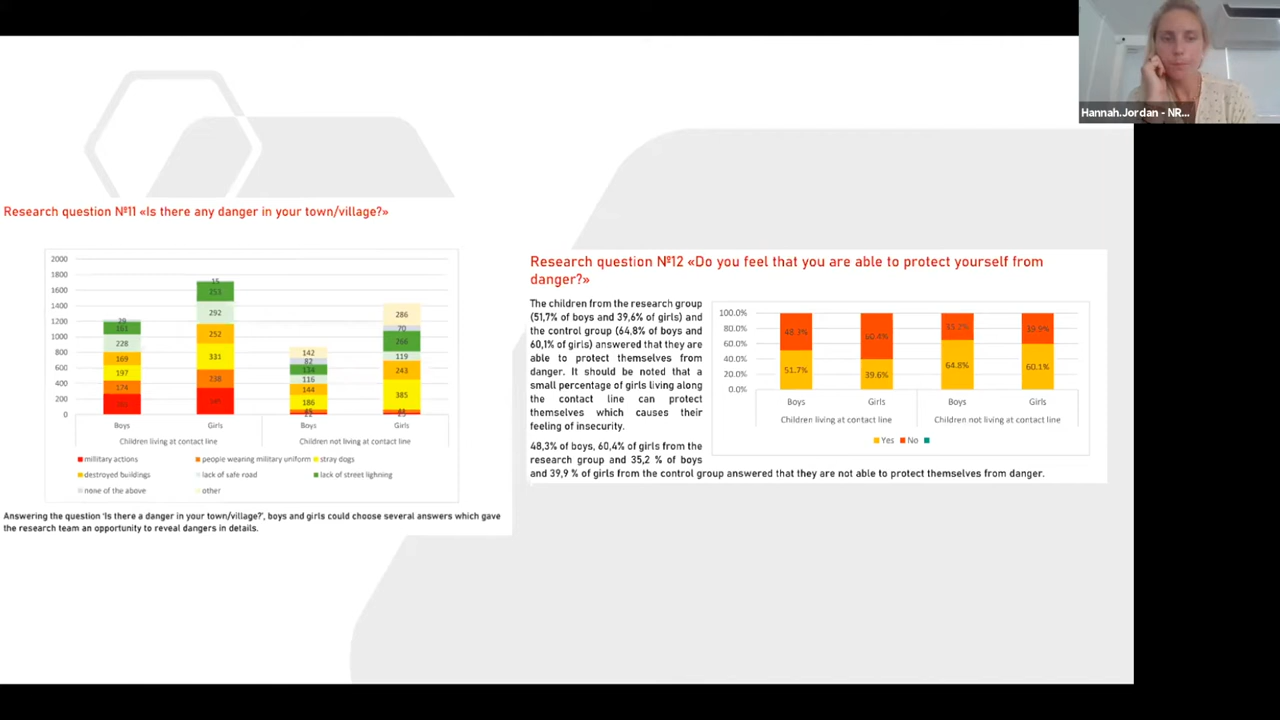 Hannah.Jordan - NR...
Research question №11 «Is there any danger in your town/village?»
2000
1800
1600
1400
1200
1000
800
600
400
200
0
29
161
228
169
197
174
15
253
292
252
331
238
142
82
134
116
144
186
286
70
266
119
243
385
Boys
Girls
Boys
Girls
Children living at contact line
Children not living at contact line
military actions
people wearing military uniform
stray dogs
destroyed buildings
lack of safe road
lack of street lighning
none of the above
other
Answering the question 'Is there a danger in your town/village?', boys and girls could choose several answers which gave
the research team an opportunity to reveal dangers in details.
Research question №12 «Do you feel that you are able to protect yourself from
danger?»
The children from the research group
(51,7% of boys and 39,6% of girls) and
the control group (64,8% of boys and
60,1% of girls) answered that they are
able to protect themselves from
danger. It should be noted that a
small percentage of girls living along
the contact line can protect
themselves which causes their
feeling of insecurity.
48,3% of boys, 60,4% of girls from the
research group and 35,2 % of boys
and 39,9 % of girls from the control group answered that they are not able to protect themselves from danger.
100.0%
80.0%
60.0%
40.0%
20.0%
0.0%
48.3%
60.4%
39.9%
51.7%
39.6%
64.8%
60.1%
Boys
Girls
Boys
Girls
Children living at contact line
Children not living at contact line
Yes
No